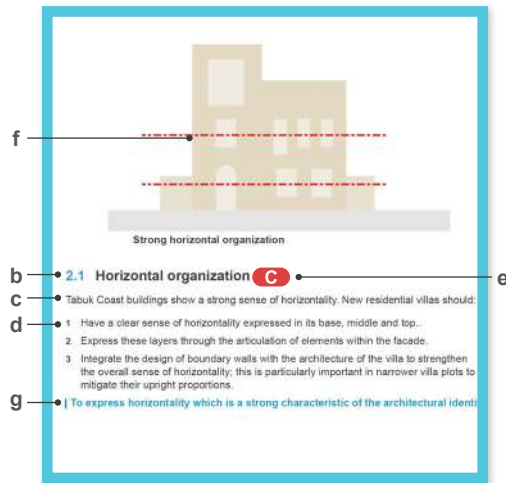 f
Strong horizontal organization
b 2.1 Horizontal organization C e
c Tabuk Coast buildings show a strong sense of horizontality. New residential villas should:
d 1 Have a clear sense of horizontality expressed in its base, middle and top..
2 Express these layers through the articulation of elements within the facade.
3 Integrate the design of boundary walls with the architecture of the villa to strengthen
the overall sense of horizontality; this is particularly important in narrower villa plots to
mitigate their upright proportions.
g | To express horizontality which is a strong characteristic of the architectural identi